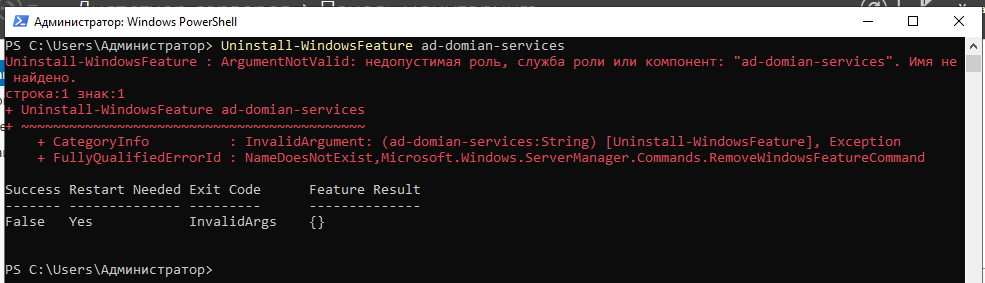 Администратор: Windows PowerShell
PS C:\Users\Администратор> Uninstall-WindowsFeature ad-domian-services
Uninstall-WindowsFeature : ArgumentNotValid: недопустимая роль, служба роли или компонент: "ad-domian-services". Имя не
найдено.
строка:1 знак:1
+ Uninstall-WindowsFeature ad-domian-services
+ ~~~~~~~~~~~~~~~~~~~~~~~~~~~~~~~~~~~~~~~~~~~
+ CategoryInfo          : InvalidArgument: (ad-domian-services:String) [Uninstall-WindowsFeature], Exception
+ FullyQualifiedErrorId : NameDoesNotExist,Microsoft.Windows.ServerManager.Commands.RemoveWindowsFeatureCommand
Success Restart Needed Exit Code      Feature Result
------- -------------- ---------      --------------
False   Yes            InvalidArgs    {}
PS C:\Users\Администратор>